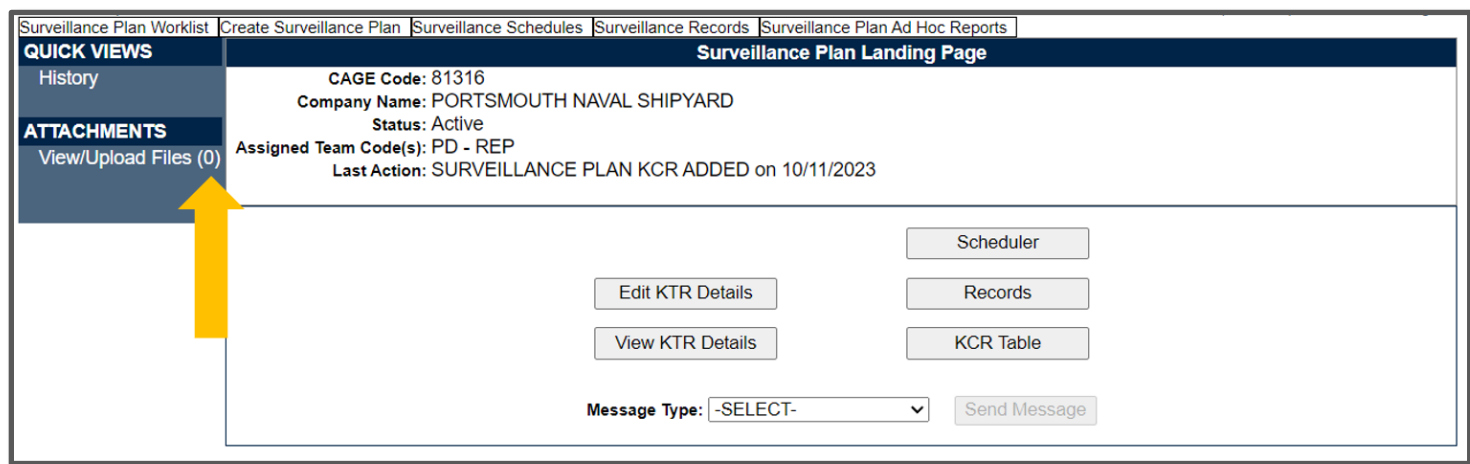 Surveillance Plan Worklist Create Surveillance Plan Surveillance Schedules Surveillance Records Surveillance Plan Ad Hoc Reports
QUICK VIEWS
History
ATTACHMENTS
View/Upload Files (0)
Surveillance Plan Landing Page
CAGE Code: 81316
Company Name: PORTSMOUTH NAVAL SHIPYARD
Status: Active
Assigned Team Code(s): PD - REP
Last Action: SURVEILLANCE PLAN KCR ADDED on 10/11/2023
Scheduler
Edit KTR Details Records
View KTR Details KCR Table
Message Type: -SELECT- Send Message